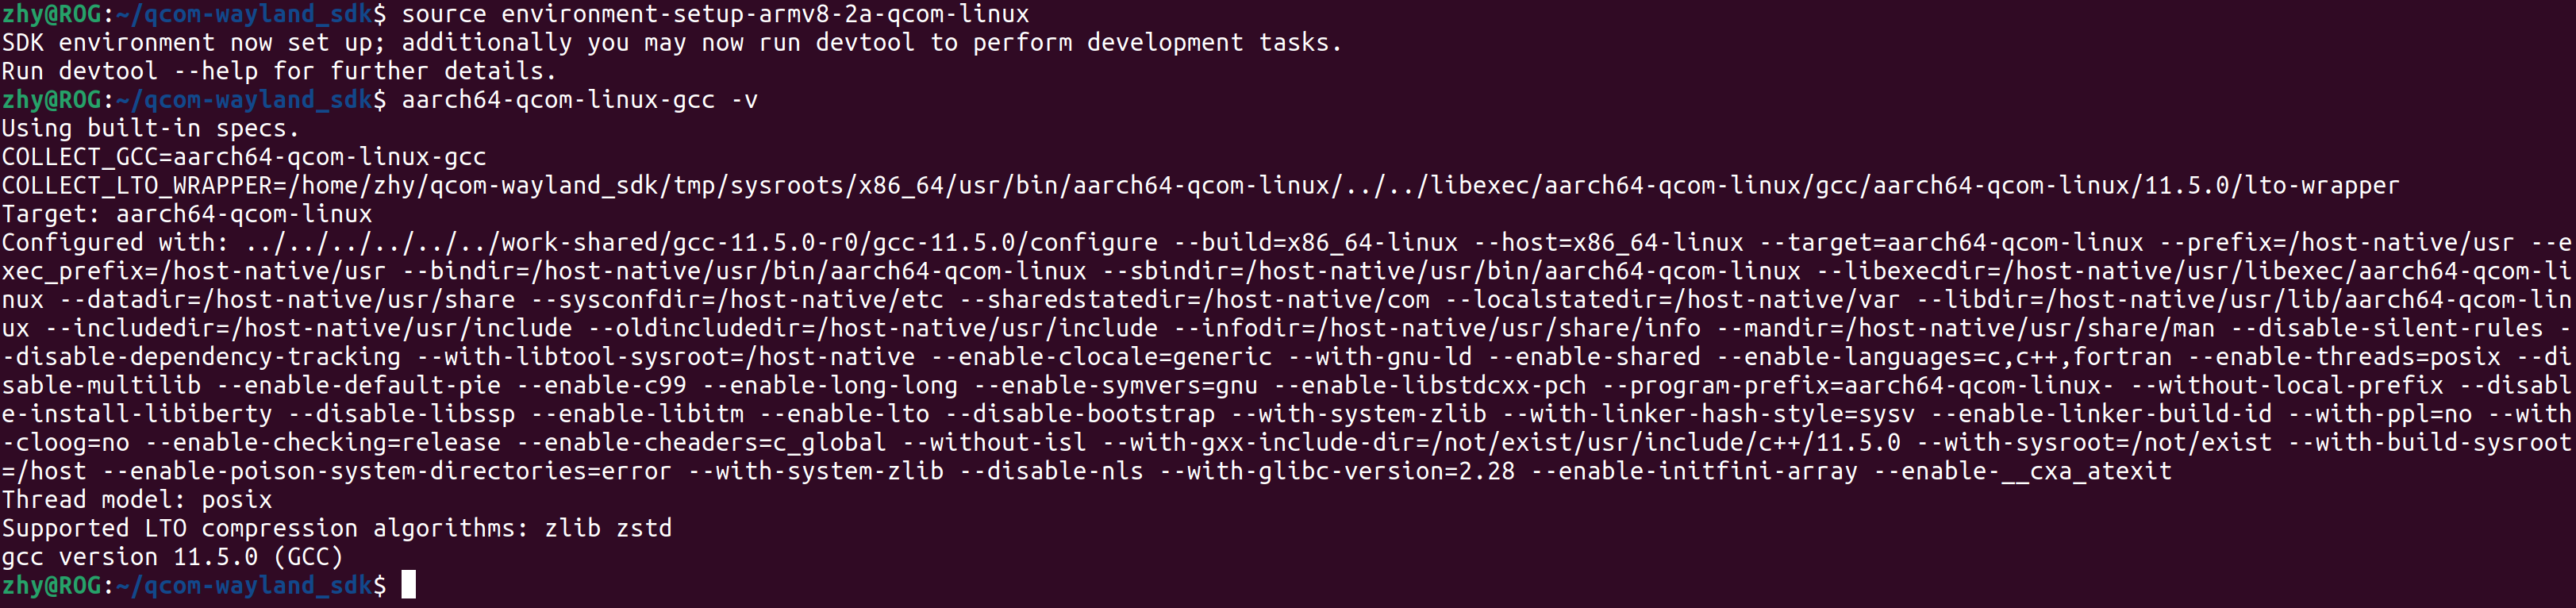 zhy@ROG:~/qcom-wayland_sdk$ source environment-setup-armv8-2a-qcom-linux
SDK environment now set up; additionally you may now run devtool to perform development tasks.
Run devtool --help for further details.
zhy@ROG:~/qcom-wayland_sdk$ aarch64-qcom-linux-gcc -v
Using built-in specs.
COLLECT_GCC=aarch64-qcom-linux-gcc
COLLECT_LTO_WRAPPER=/home/zhy/qcom-wayland_sdk/tmp/sysroots/x86_64/usr/bin/aarch64-qcom-linux/../../libexec/aarch64-qcom-linux/gcc/aarch64-qcom-linux/11.5.0/lto-wrapper
Target: aarch64-qcom-linux
Configured with: ../../../../../../work-shared/gcc-11.5.0-r0/gcc-11.5.0/configure --build=x86_64-linux --host=x86_64-linux --target=aarch64-qcom-linux --prefix=/host-native/usr --e
xec_prefix=/host-native/usr --bindir=/host-native/usr/bin/aarch64-qcom-linux --sbindir=/host-native/usr/bin/aarch64-qcom-linux --libexecdir=/host-native/usr/libexec/aarch64-qcom-li
nux --datadir=/host-native/usr/share --sysconfdir=/host-native/etc --sharedstatedir=/host-native/com --localstatedir=/host-native/var --libdir=/host-native/usr/lib/aarch64-qcom-lin
ux --includedir=/host-native/usr/include --oldincludedir=/host-native/usr/include --infodir=/host-native/usr/share/info --mandir=/host-native/usr/share/man --disable-silent-rules -
-disable-dependency-tracking --with-libtool-sysroot=/host-native --enable-clocale=generic --with-gnu-ld --enable-shared --enable-languages=c,c++,fortran --enable-threads=posix --di
sable-multilib --enable-default-pie --enable-c99 --enable-long-long --enable-symvers=gnu --enable-libstdcxx-pch --program-prefix=aarch64-qcom-linux- --without-local-prefix --disabl
e-install-libiberty --disable-libssp --enable-libitm --enable-lto --disable-bootstrap --with-system-zlib --with-linker-hash-style=sysv --enable-linker-build-id --with-ppl=no --with
-cloog=no --enable-checking=release --enable-cheaders=c_global --without-isl --with-gxx-include-dir=/not/exist/usr/include/c++/11.5.0 --with-sysroot=/not/exist --with-build-sysroot
=/host --enable-poison-system-directories=error --with-system-zlib --disable-nls --with-glibc-version=2.28 --enable-initfini-array --enable-__cxa_atexit
Thread model: posix
Supported LTO compression algorithms: zlib zstd
gcc version 11.5.0 (GCC)
zhy@ROG:~/qcom-wayland_sdk$